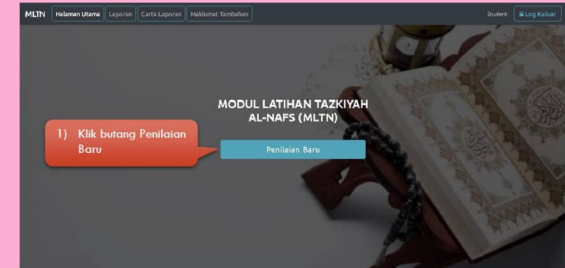 MLTN Halaman Utama Laporan Carta Laporan Maklumat Tambahan Student Log Keluar
MODUL LATIHAN TAZKIYAH
AL-NAFS (MLTN)
1) Klik butang Penilaian
Baru
Penilaian Baru